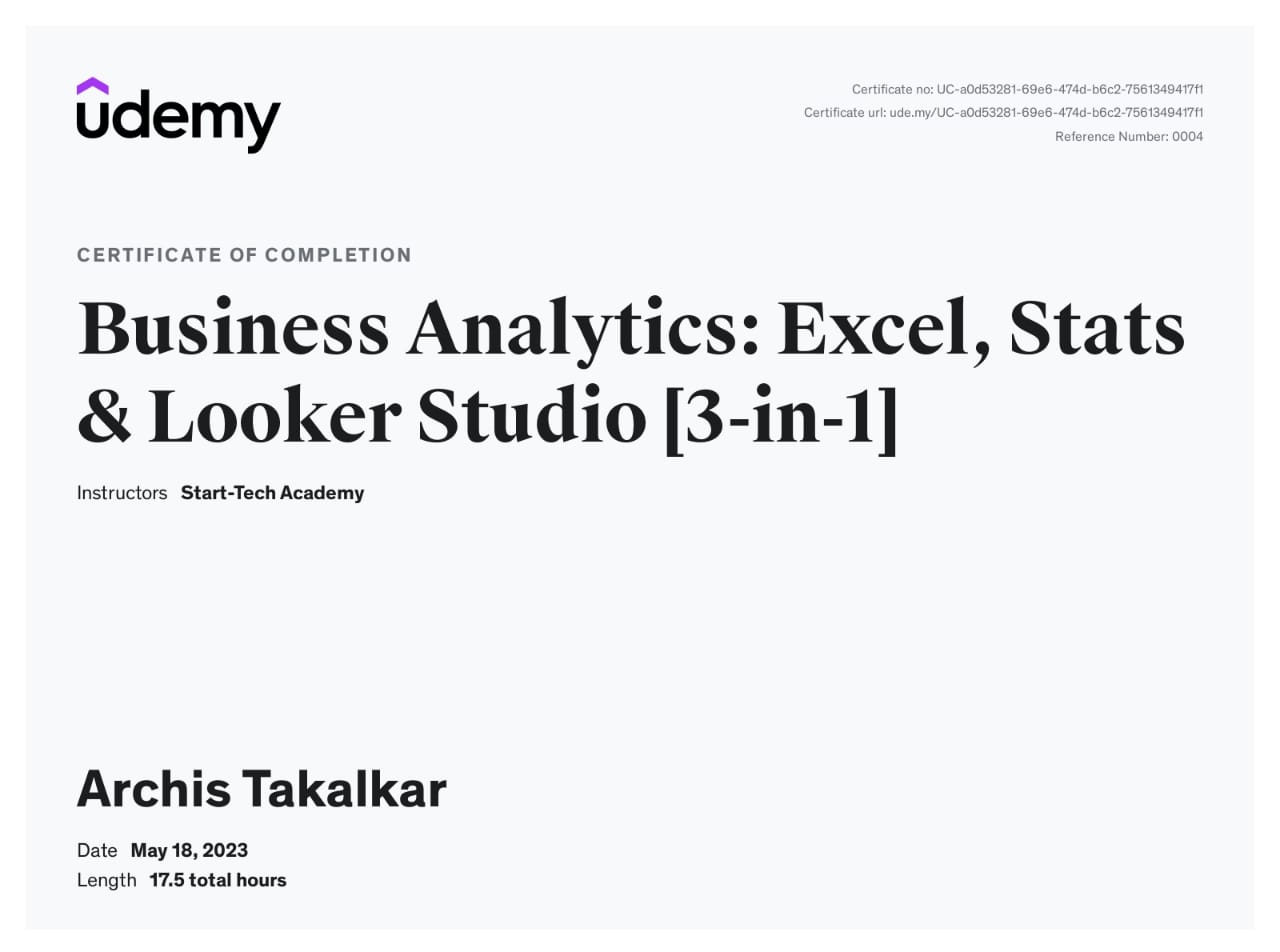 udemy
Certificate no: UC-a0d53281-69e6-474d-b6c2-7561349417f1
Certificate url: ude.my/UC-a0d53281-69e6-474d-b6c2-7561349417f1
Reference Number: 0004
CERTIFICATE OF COMPLETION
Business Analytics: Excel, Stats
& Looker Studio [3-in-1]
Instructors Start-Tech Academy
Archis Takalkar
Date May 18, 2023
Length 17.5 total hours